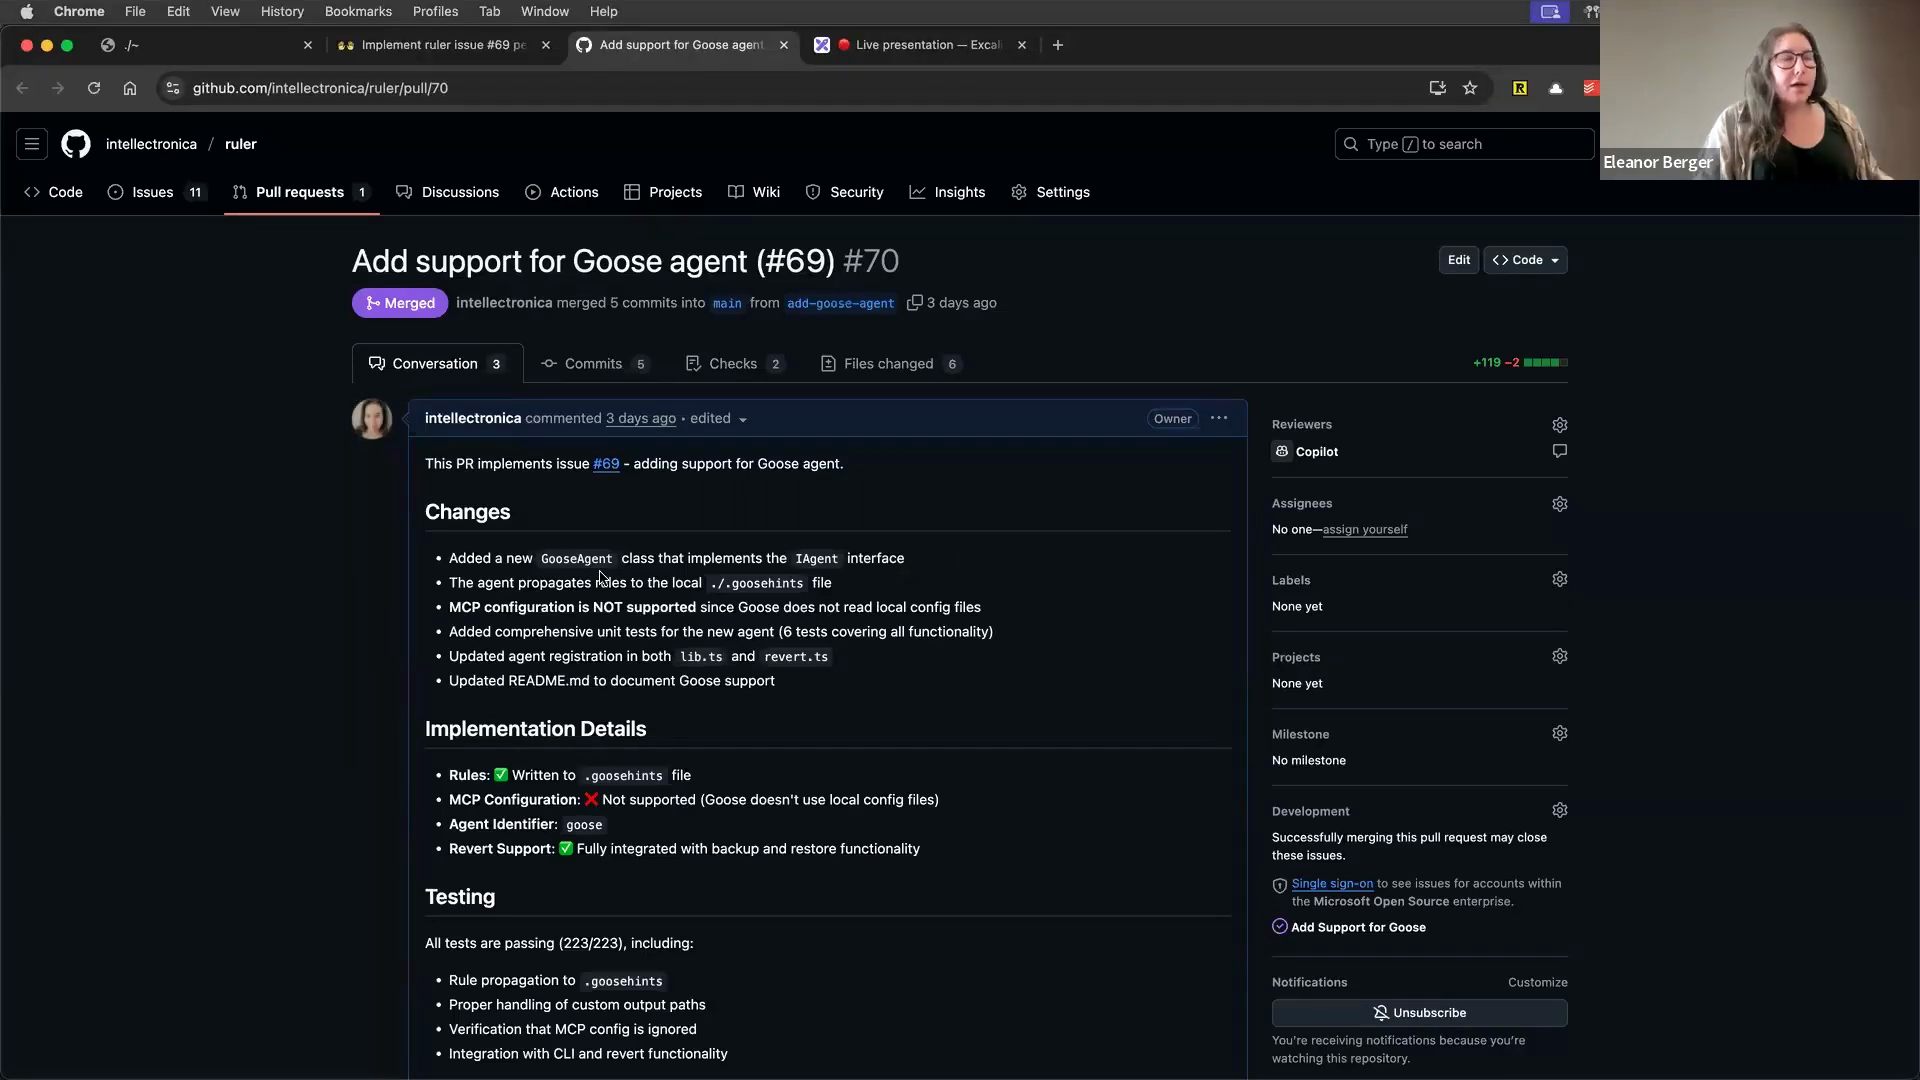 Chrome File Edit View History Bookmarks Profiles Tab Window Help
./~
Implement ruler issue #69 pe
Add support for Goose agent
Live presentation — Excali
github.com/intellectronica/ruler/pull/70
R
Eleanor Berger
intellectronica / ruler
Type / to search
Code
Issues 11
Pull requests 1
Discussions
Actions
Projects
Wiki
Security
Insights
Settings
Add support for Goose agent (#69) #70
Edit
Code
Merged
intellectronica merged 5 commits into main from add-goose-agent 3 days ago
Conversation 3
Commits 5
Checks 2
Files changed 6
+119 −2
intellectronica commented 3 days ago • edited
Owner
This PR implements issue #69 - adding support for Goose agent.
Changes
• Added a new GooseAgent class that implements the IAgent interface
• The agent propagates rules to the local ./.goosehints file
• MCP configuration is NOT supported since Goose does not read local config files
• Added comprehensive unit tests for the new agent (6 tests covering all functionality)
• Updated agent registration in both lib.ts and revert.ts
• Updated README.md to document Goose support
Implementation Details
• Rules: ✅ Written to .goosehints file
• MCP Configuration: ❌ Not supported (Goose doesn't use local config files)
• Agent Identifier: goose
• Revert Support: ✅ Fully integrated with backup and restore functionality
Testing
All tests are passing (223/223), including:
• Rule propagation to .goosehints
• Proper handling of custom output paths
• Verification that MCP config is ignored
• Integration with CLI and revert functionality
Reviewers
Copilot
Assignees
No one—assign yourself
Labels
None yet
Projects
None yet
Milestone
No milestone
Development
Successfully merging this pull request may close
these issues.
Single sign-on to see issues for accounts within
the Microsoft Open Source enterprise.
Add Support for Goose
Notifications
Customize
Unsubscribe
You're receiving notifications because you're
watching this repository.